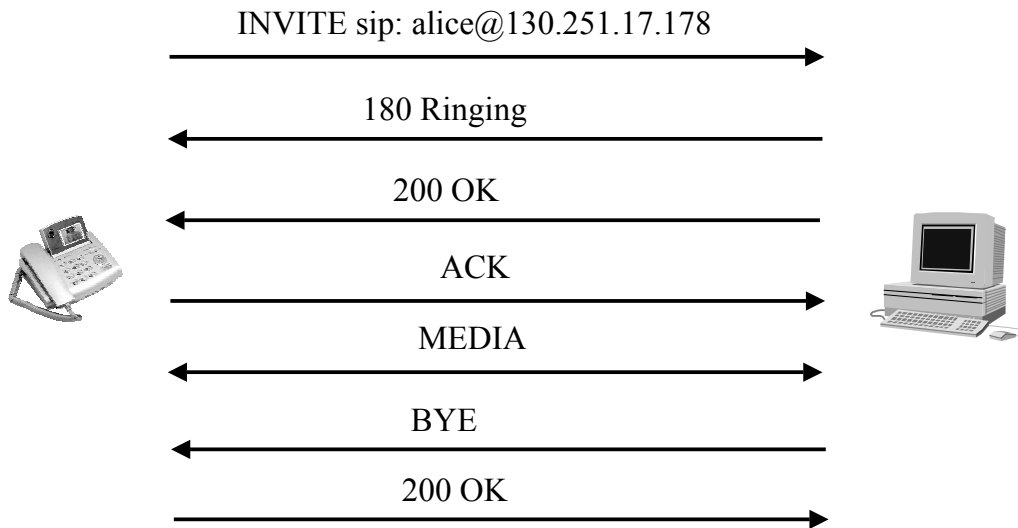 INVITE sip: alice@130.251.17.178
180 Ringing
200 OK
ACK
MEDIA
BYE
200 OK